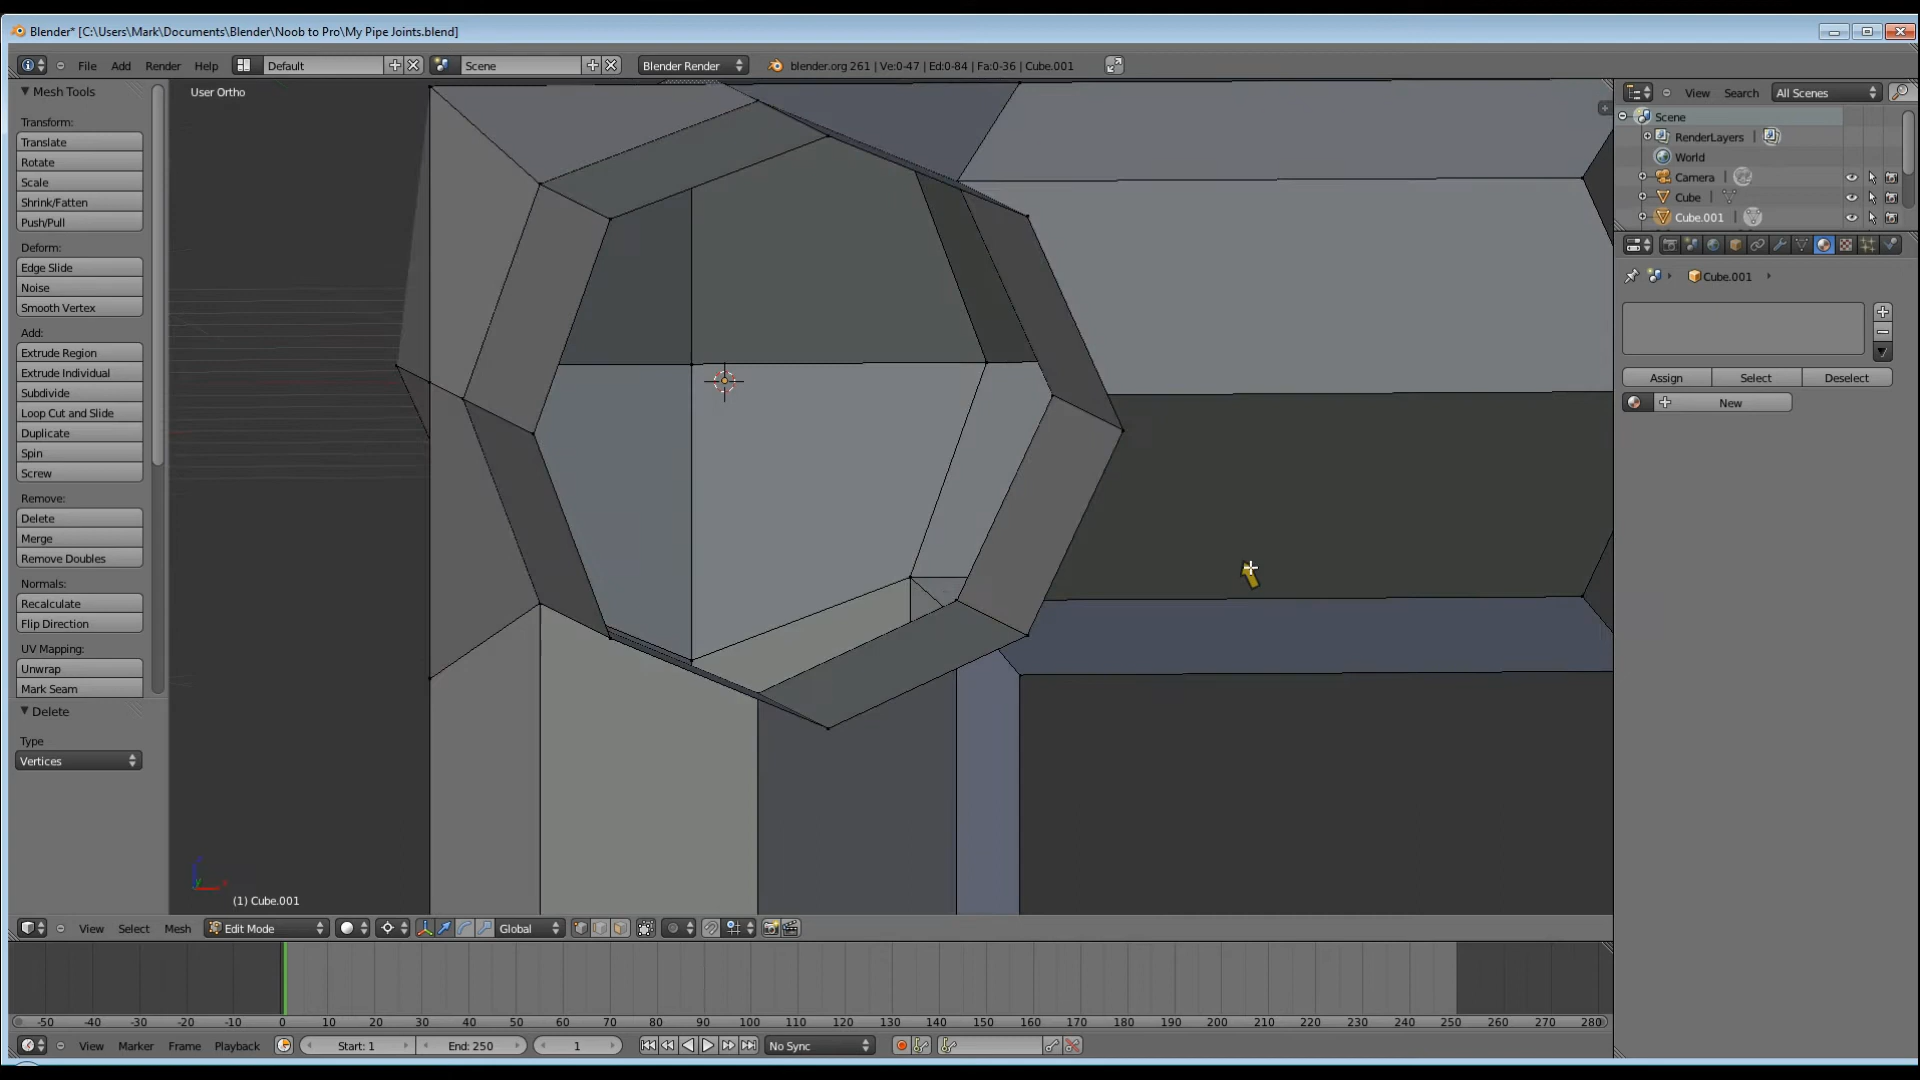 Blender* [C:\Users\Mark\Documents\Blender\Noob to Pro\My Pipe Joints.blend]
File Add Render Help Default Scene Blender Render blender.org 261 | Ve:0-47 | Ed:0-84 | Fa:0-36 | Cube.001
Mesh Tools
Transform:
Translate
Rotate
Scale
Shrink/Fatten
Push/Pull
Deform:
Edge Slide
Noise
Smooth Vertex
Add:
Extrude Region
Extrude Individual
Subdivide
Loop Cut and Slide
Duplicate
Spin
Screw
Remove:
Delete
Merge
Remove Doubles
Normals:
Recalculate
Flip Direction
UV Mapping:
Unwrap
Mark Seam
Delete
Type
Vertices
User Ortho
(1) Cube.001
View Search All Scenes
Scene
RenderLayers
World
Camera
Cube
Cube.001
Cube.001
Assign Select Deselect
New
View Select Mesh Edit Mode Global
-50 -40 -30 -20 -10 0 10 20 30 40 50 60 70 80 90 100 110 120 130 140 150 160 170 180 190 200 210 220 230 240 250 260 270 280
View Marker Frame Playback Start: 1 End: 250 1 No Sync